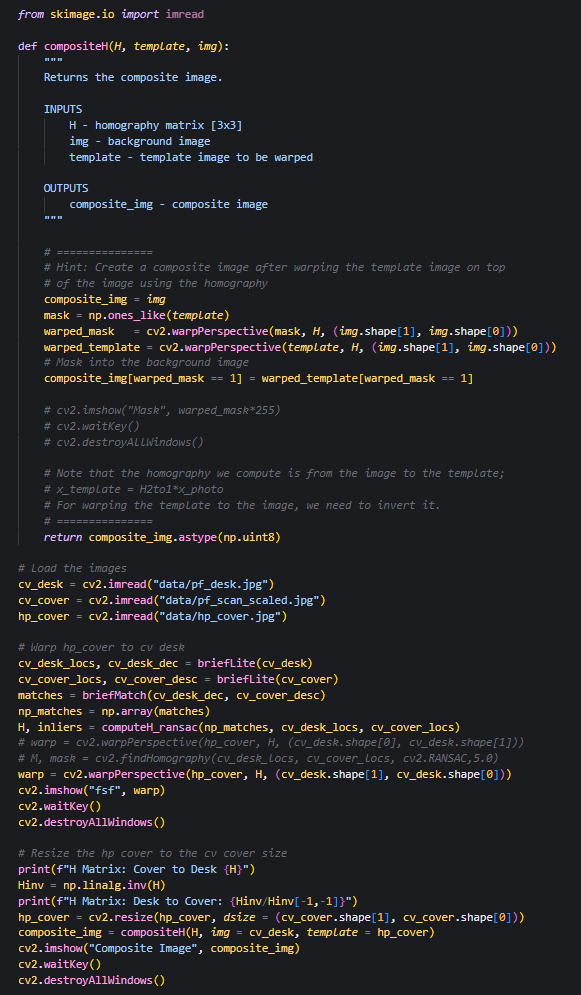 from skimage.io import imread
def compositeH(H, template, img):
"""
Returns the composite image.
INPUTS
H - homography matrix [3x3]
img - background image
template - template image to be warped
OUTPUTS
composite_img - composite image
"""
# ===============
# Hint: Create a composite image after warping the template image on top
# of the image using the homography
composite_img = img
mask = np.ones_like(template)
warped_mask   = cv2.warpPerspective(mask, H, (img.shape[1], img.shape[0]))
warped_template = cv2.warpPerspective(template, H, (img.shape[1], img.shape[0]))
# Mask into the background image
composite_img[warped_mask == 1] = warped_template[warped_mask == 1]
# cv2.imshow("Mask", warped_mask*255)
# cv2.waitKey()
# cv2.destroyAllWindows()
# Note that the homography we compute is from the image to the template;
# x_template = H2to1*x_photo
# For warping the template to the image, we need to invert it.
# ===============
return composite_img.astype(np.uint8)
# Load the images
cv_desk = cv2.imread("data/pf_desk.jpg")
cv_cover = cv2.imread("data/pf_scan_scaled.jpg")
hp_cover = cv2.imread("data/hp_cover.jpg")
# Warp hp_cover to cv desk
cv_desk_locs, cv_desk_dec = briefLite(cv_desk)
cv_cover_locs, cv_cover_desc = briefLite(cv_cover)
matches = briefMatch(cv_desk_dec, cv_cover_desc)
np_matches = np.array(matches)
H, inliers = computeH_ransac(np_matches, cv_desk_locs, cv_cover_locs)
# warp = cv2.warpPerspective(hp_cover, H, (cv_desk.shape[0], cv_desk.shape[1]))
# M, mask = cv2.findHomography(cv_desk_locs, cv_cover_locs, cv2.RANSAC,5.0)
warp = cv2.warpPerspective(hp_cover, H, (cv_desk.shape[1], cv_desk.shape[0]))
cv2.imshow("fsf", warp)
cv2.waitKey()
cv2.destroyAllWindows()
# Resize the hp cover to the cv cover size
print(f"H Matrix: Cover to Desk {H}")
Hinv = np.linalg.inv(H)
print(f"H Matrix: Desk to Cover: {Hinv/Hinv[-1,-1]}")
hp_cover = cv2.resize(hp_cover, dsize = (cv_cover.shape[1], cv_cover.shape[0]))
composite_img = compositeH(H, img = cv_desk, template = hp_cover)
cv2.imshow("Composite Image", composite_img)
cv2.waitKey()
cv2.destroyAllWindows()